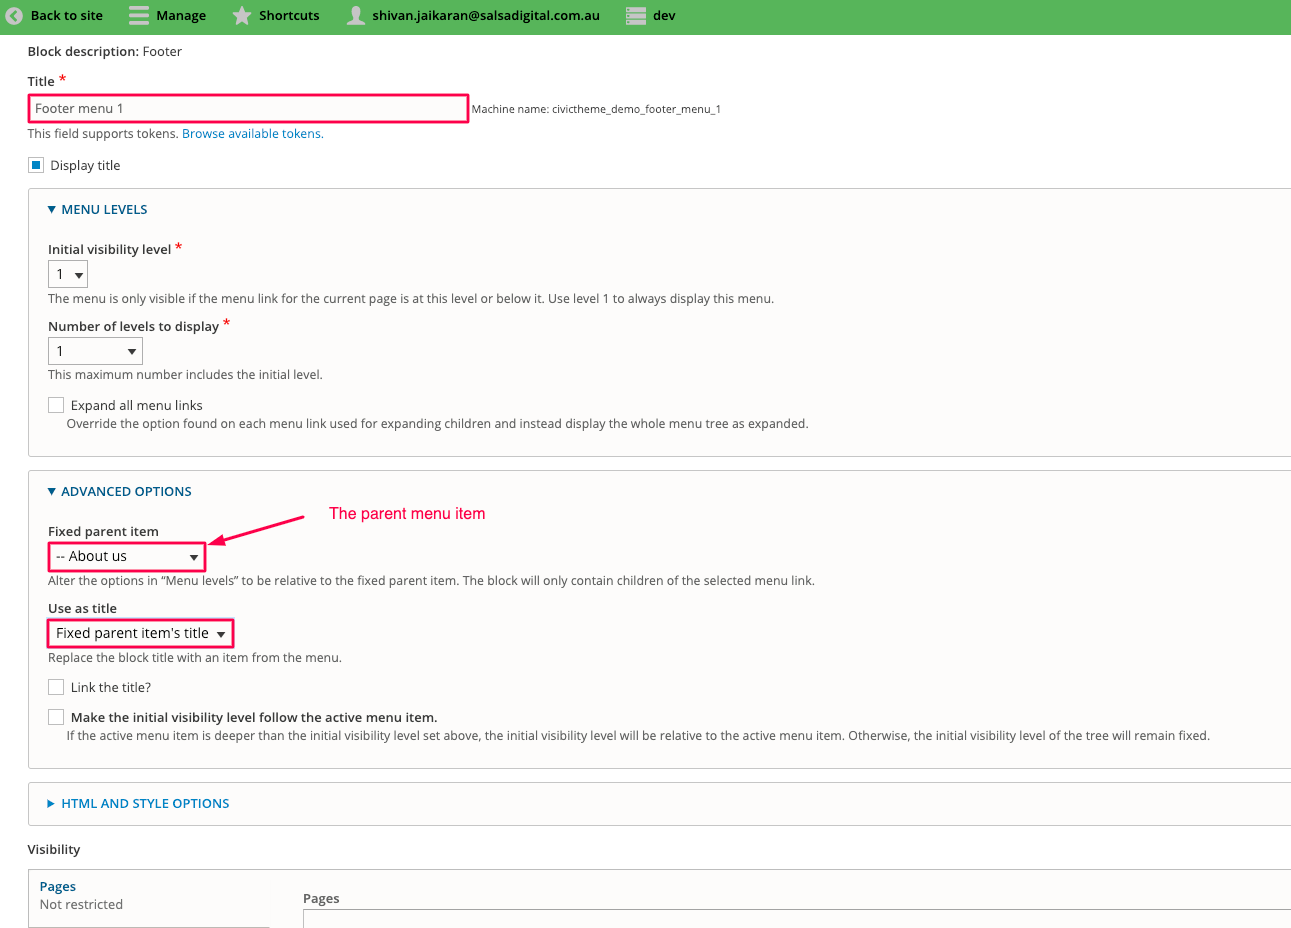 Back to site Manage Shortcuts shivan.jaikaran@salsadigital.com.au dev
Block description: Footer
Title *
Footer menu 1 Machine name: civictheme_demo_footer_menu_1
This field supports tokens. Browse available tokens.
Display title
MENU LEVELS
Initial visibility level *
1
The menu is only visible if the menu link for the current page is at this level or below it. Use level 1 to always display this menu.
Number of levels to display *
1
This maximum number includes the initial level.
Expand all menu links
Override the option found on each menu link used for expanding children and instead display the whole menu tree as expanded.
ADVANCED OPTIONS
The parent menu item
Fixed parent item
-- About us
Alter the options in “Menu levels” to be relative to the fixed parent item. The block will only contain children of the selected menu link.
Use as title
Fixed parent item's title
Replace the block title with an item from the menu.
Link the title?
Make the initial visibility level follow the active menu item.
If the active menu item is deeper than the initial visibility level set above, the initial visibility level will be relative to the active menu item. Otherwise, the initial visibility level of the tree will remain fixed.
HTML AND STYLE OPTIONS
Visibility
Pages
Not restricted
Pages